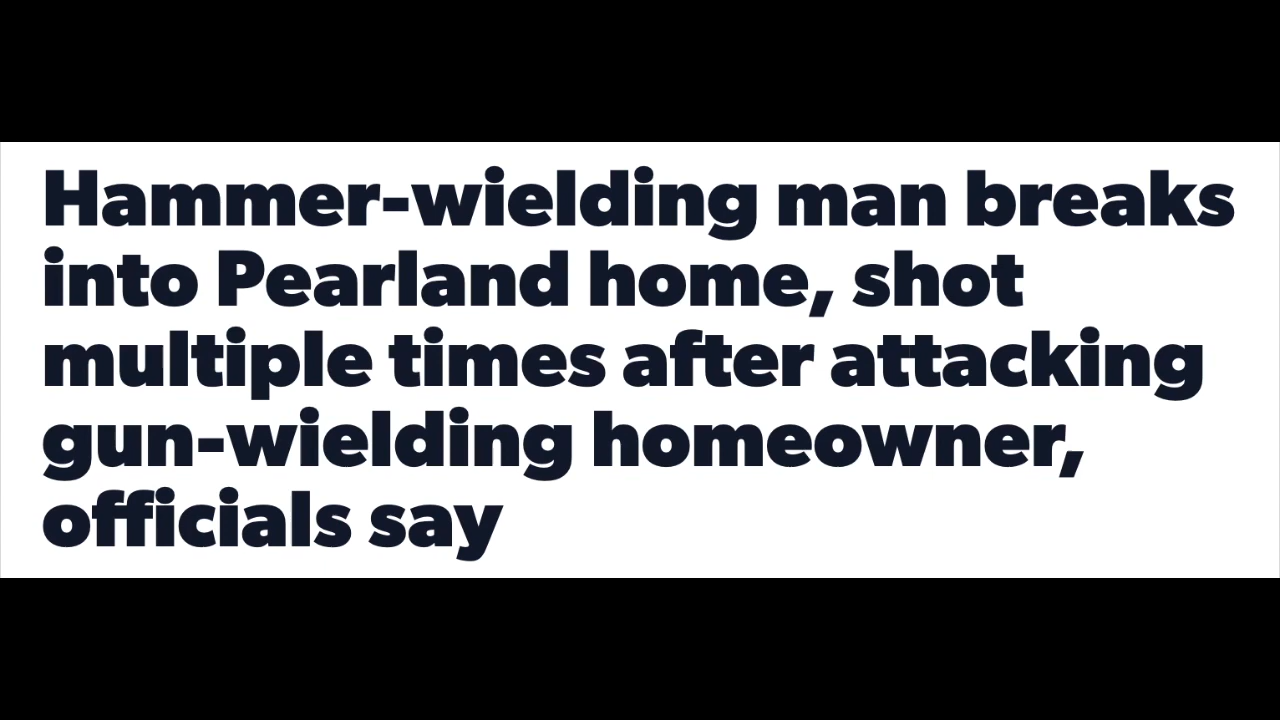 Hammer-wielding man breaks
into Pearland home, shot
multiple times after attacking
gun-wielding homeowner,
officials say